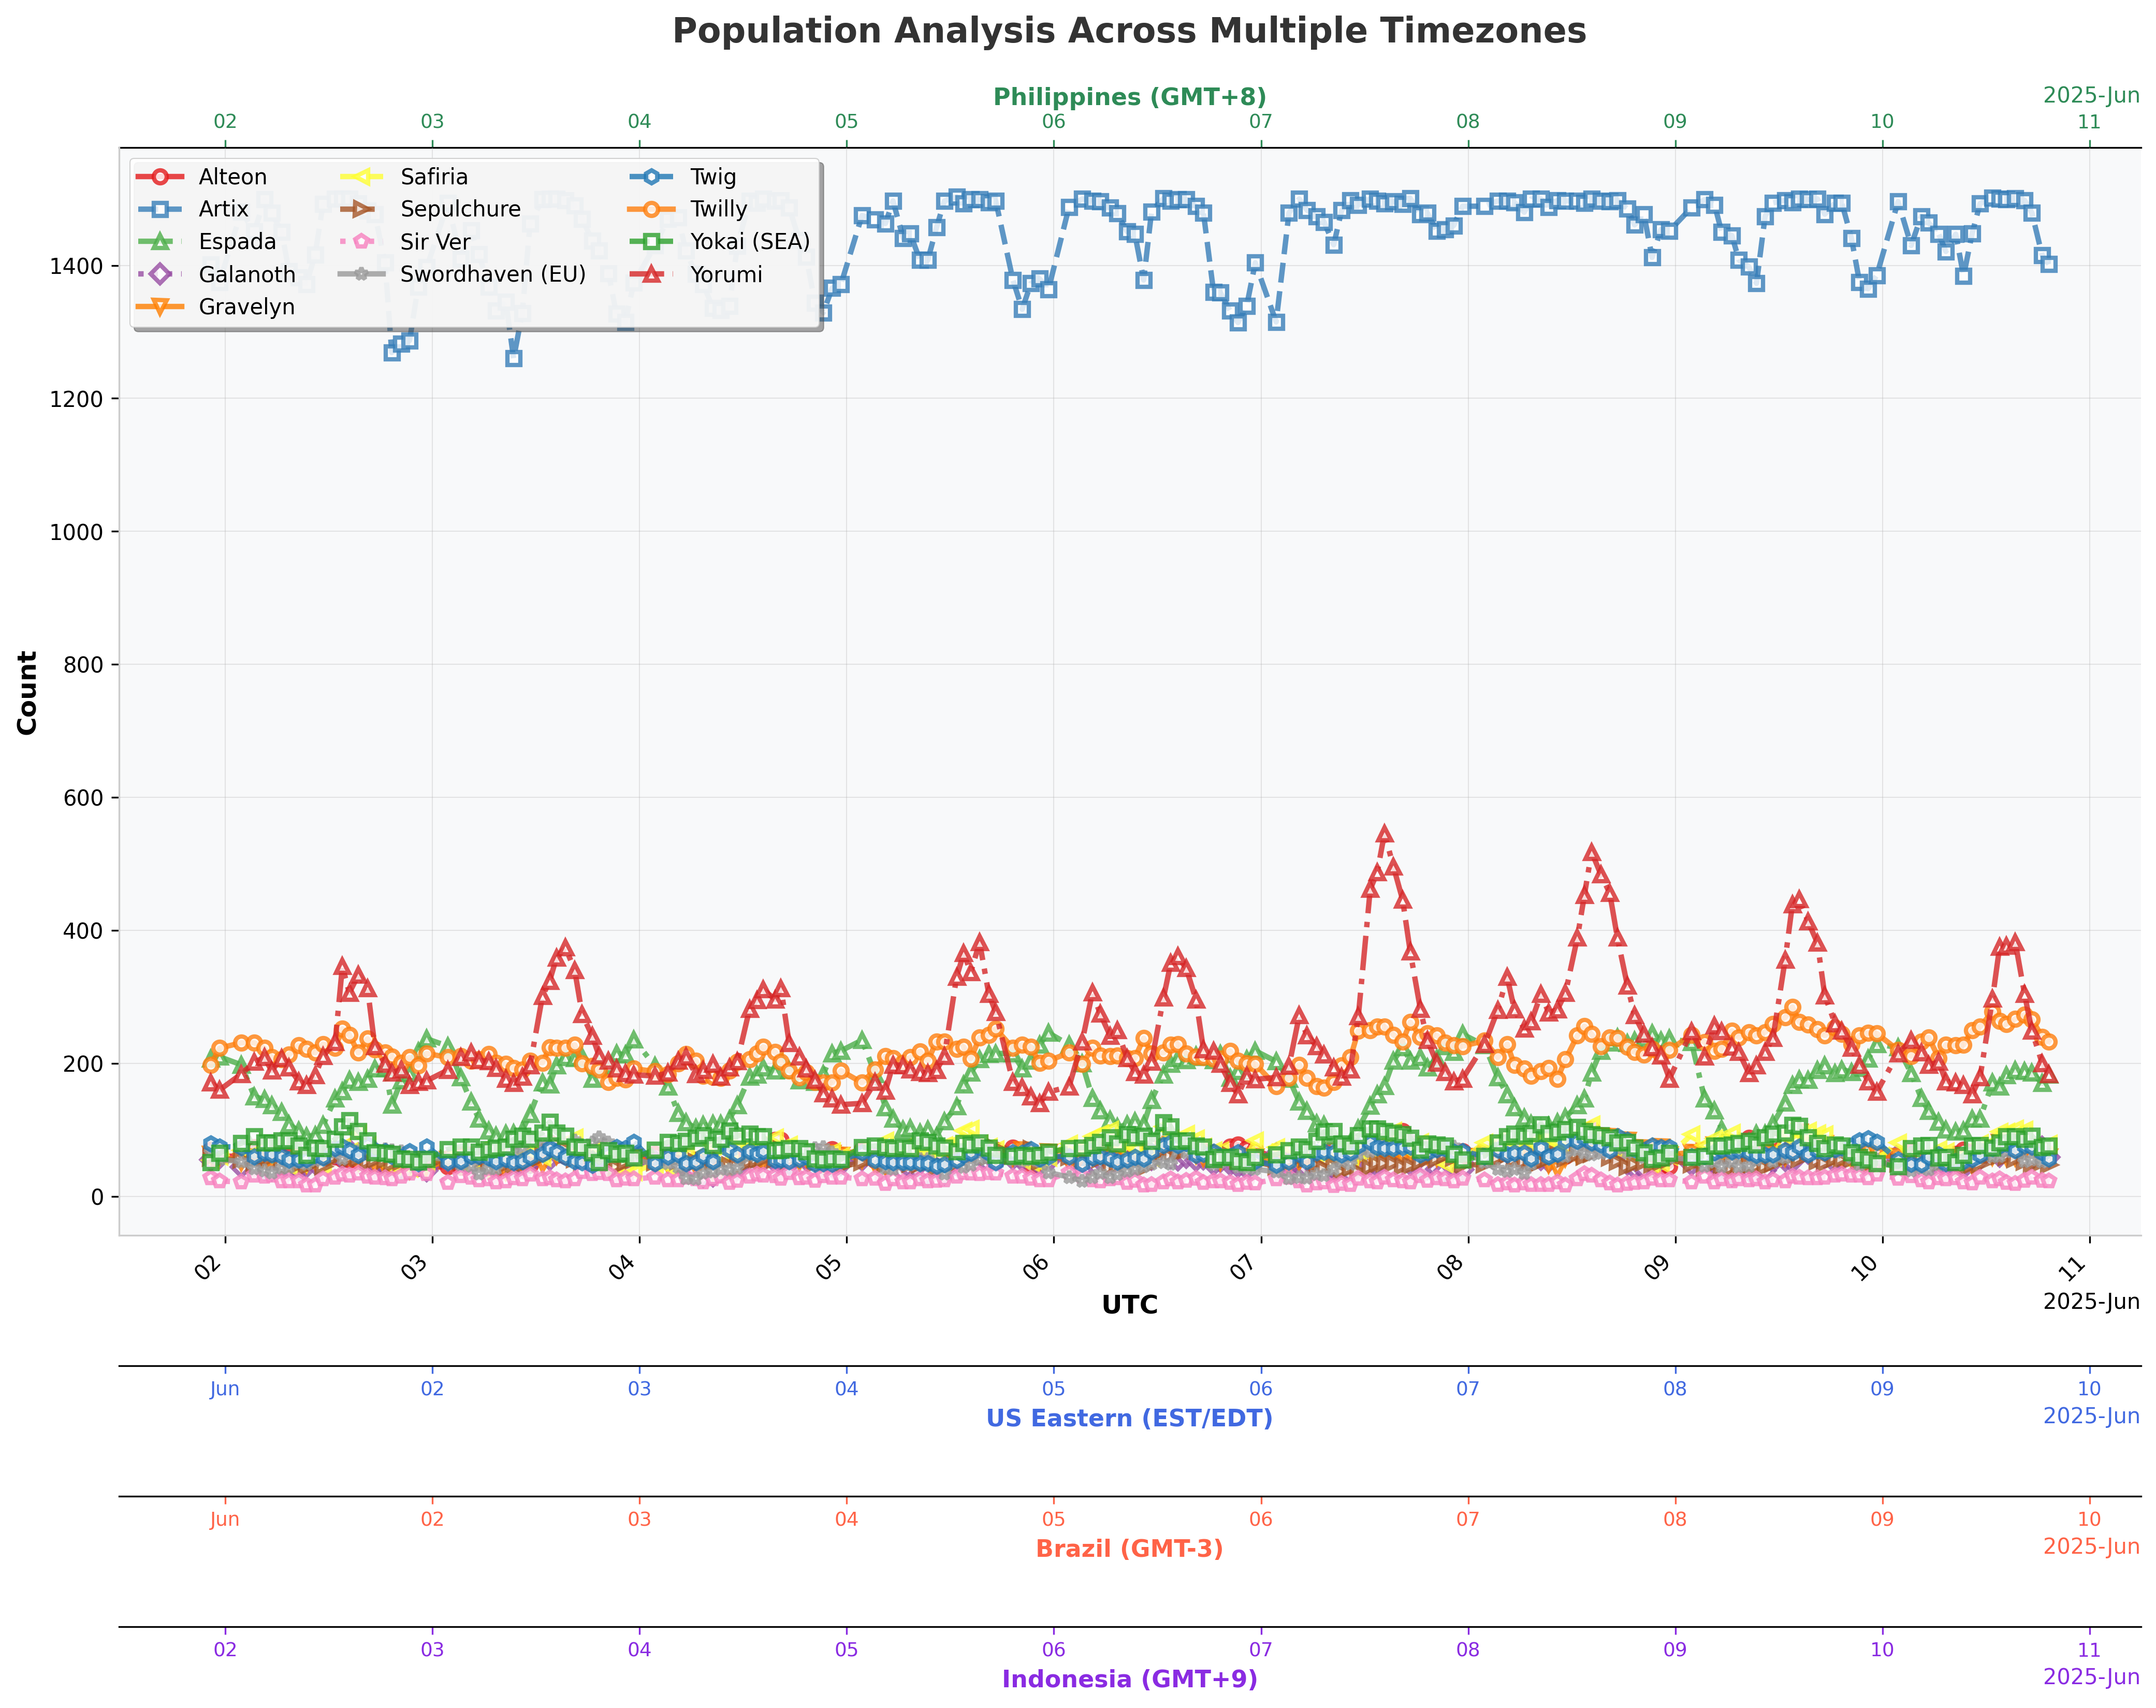 Population Analysis Across Multiple Timezones
Philippines (GMT+8)
2025-Jun
02 03 04 05 06 07 08 09 10 11
Alteon Safiria Twig
Artix Sepulchure Twilly
Espada Sir Ver Yokai (SEA)
Galanoth Swordhaven (EU) Yorumi
Gravelyn
1400
1200
1000
800
600
400
200
0
Count
02 03 04 05 06 07 08 09 10 11
UTC
2025-Jun
Jun 02 03 04 05 06 07 08 09 10
US Eastern (EST/EDT)
2025-Jun
Jun 02 03 04 05 06 07 08 09 10
Brazil (GMT-3)
2025-Jun
02 03 04 05 06 07 08 09 10 11
Indonesia (GMT+9)
2025-Jun